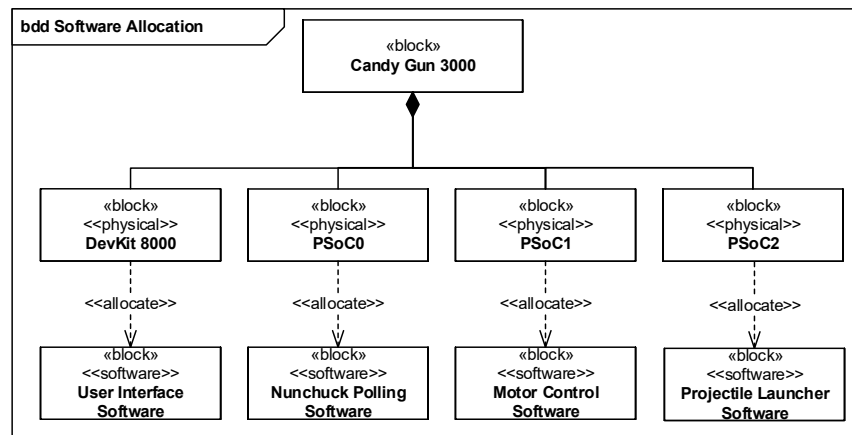 bdd Software Allocation
«block»
Candy Gun 3000
«block»
<<physical>>
DevKit 8000
«block»
<<physical>>
PSoC0
«block»
<<physical>>
PSoC1
«block»
<<physical>>
PSoC2
<<allocate>>
<<allocate>>
<<allocate>>
<<allocate>>
«block»
<<software>>
User Interface
Software
«block»
<<software>>
Nunchuck Polling
Software
«block»
<<software>>
Motor Control
Software
«block»
<<software>>
Projectile Launcher
Software